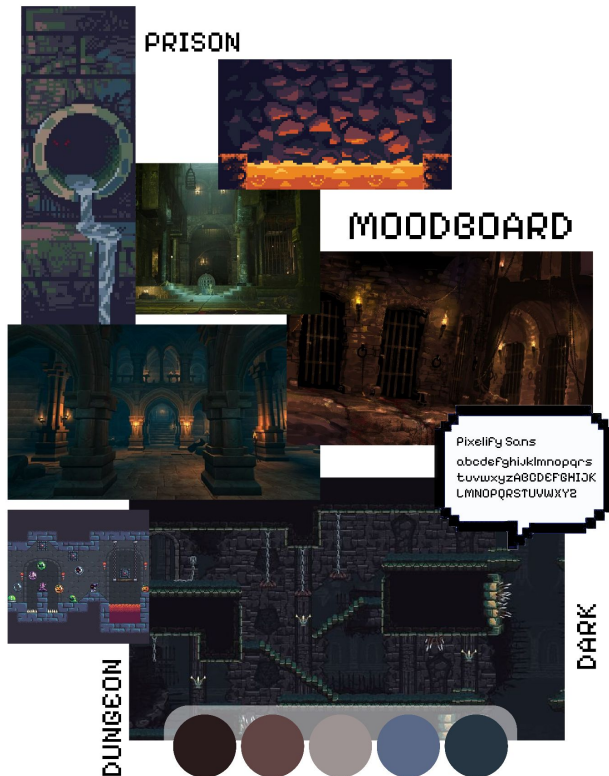 PRISON
MOODBOARD
Pixelify Sans
abcdefghijklmnopqrs
tuvwxyzABCDEFGHIJK
LMNOPQRSTUVWXYZ
DARK
DUNGEON